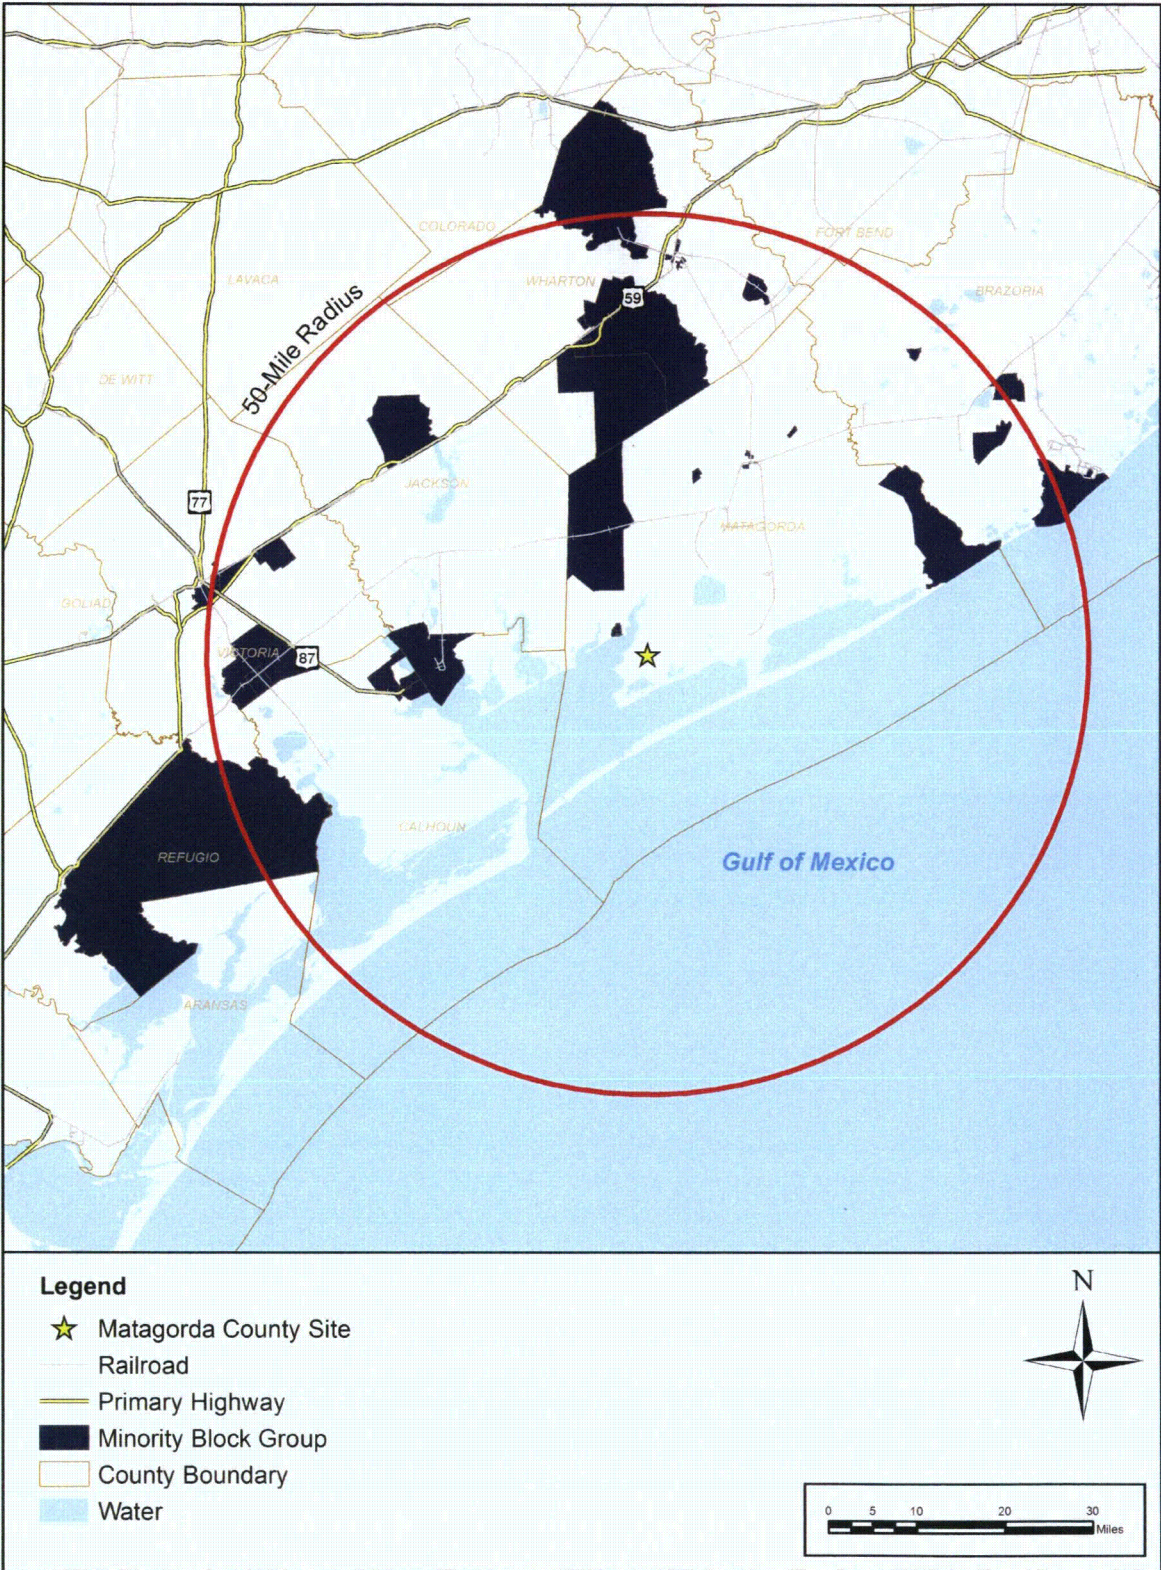 COLORADO
FORT BEND
LAVACA
WHARTON
BRAZORIA
59
50-Mile Radius
DE WITT
JACKSON
77
MATAGORDA
GOLIAD
VICTORIA
87
CALHOUN
REFUGIO
Gulf of Mexico
ARANSAS
Legend
Matagorda County Site
Railroad
Primary Highway
Minority Block Group
County Boundary
Water
N
0 5 10 20 30
Miles